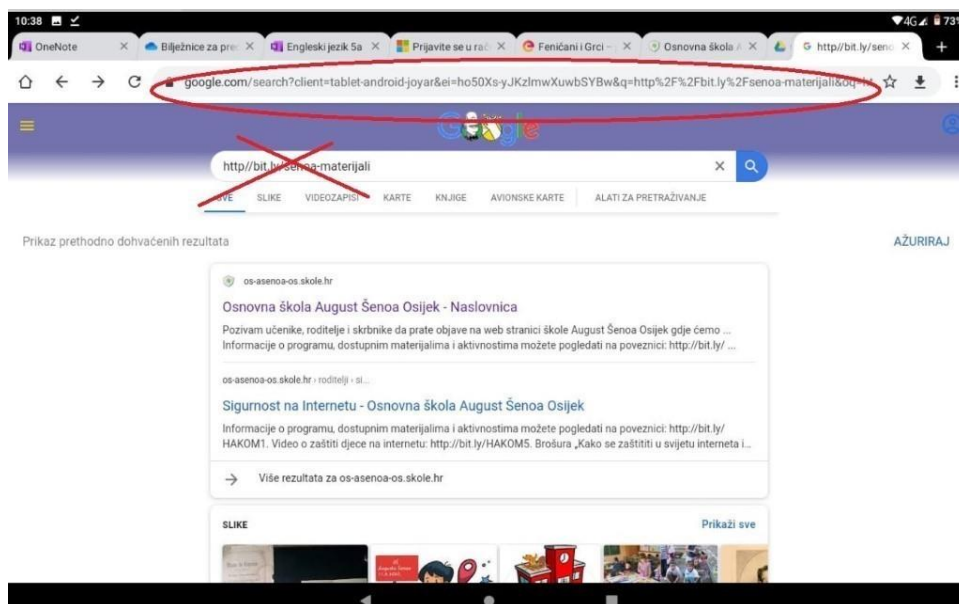 10:38 4G 73%
OneNote Bilježnice za pre Engleski jezik 5a Prijavite se u rač Feničani i Grci – Osnovna škola A http//bit.ly/seno
google.com/search?client=tablet-android-joyar&ei=ho50Xs-yJKzlmwXuwbSYBw&q=http%2F%2Fbit.ly%2Fsenoa-materijali&oq=ht
Google
http//bit.ly/senoa-materijali
SVE SLIKE VIDEOZAPISI KARTE KNJIGE AVIONSKE KARTE ALATI ZA PRETRAŽIVANJE
Prikaz prethodno dohvaćenih rezultata AŽURIRAJ
os-asenoa-os.skole.hr
Osnovna škola August Šenoa Osijek - Naslovnica
Pozivam učenike, roditelje i skrbnike da prate objave na web stranici škole August Šenoa Osijek gdje ćemo ...
Informacije o programu, dostupnim materijalima i aktivnostima možete pogledati na poveznici: http://bit.ly/ ...
os-asenoa-os.skole.hr › roditelji › si...
Sigurnost na Internetu - Osnovna škola August Šenoa Osijek
Informacije o programu, dostupnim materijalima i aktivnostima možete pogledati na poveznici: http://bit.ly/
HAKOM1. Video o zaštiti djece na internetu: http://bit.ly/HAKOM5. Brošura „Kako se zaštititi u svijetu interneta i...
Više rezultata za os-asenoa-os.skole.hr
SLIKE Prikaži sve